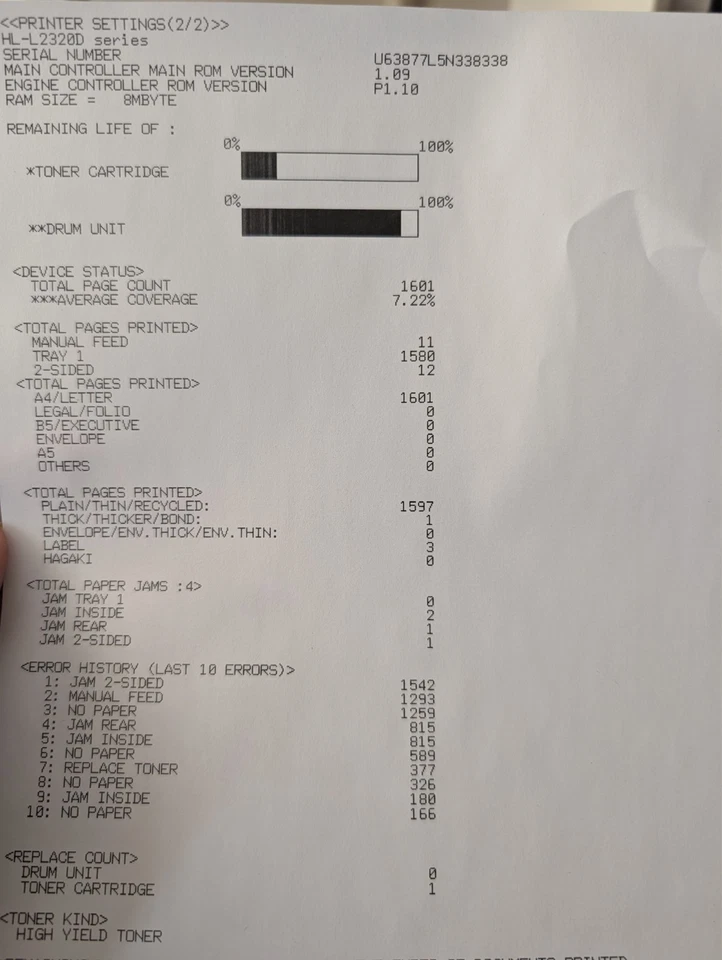 <<PRINTER SETTINGS(2/2)>>
HL-L2320D series
SERIAL NUMBER U63877L5N338338
MAIN CONTROLLER MAIN ROM VERSION 1.09
ENGINE CONTROLLER ROM VERSION P1.10
RAM SIZE = 8MBYTE
REMAINING LIFE OF :
0% 100%
*TONER CARTRIDGE
0% 100%
**DRUM UNIT
<DEVICE STATUS>
TOTAL PAGE COUNT 1601
***AVERAGE COVERAGE 7.22%
<TOTAL PAGES PRINTED>
MANUAL FEED 11
TRAY 1 1580
2-SIDED 12
<TOTAL PAGES PRINTED>
A4/LETTER 1601
LEGAL/FOLIO 0
B5/EXECUTIVE 0
ENVELOPE 0
A5 0
OTHERS 0
<TOTAL PAGES PRINTED>
PLAIN/THIN/RECYCLED: 1597
THICK/THICKER/BOND: 1
ENVELOPE/ENV.THICK/ENV.THIN: 0
LABEL 3
HAGAKI 0
<TOTAL PAPER JAMS :4>
JAM TRAY 1 0
JAM INSIDE 2
JAM REAR 1
JAM 2-SIDED 1
<ERROR HISTORY (LAST 10 ERRORS)>
1: JAM 2-SIDED 1542
2: MANUAL FEED 1293
3: NO PAPER 1259
4: JAM REAR 815
5: JAM INSIDE 815
6: NO PAPER 589
7: REPLACE TONER 377
8: NO PAPER 326
9: JAM INSIDE 180
10: NO PAPER 166
<REPLACE COUNT>
DRUM UNIT 0
TONER CARTRIDGE 1
<TONER KIND>
HIGH YIELD TONER